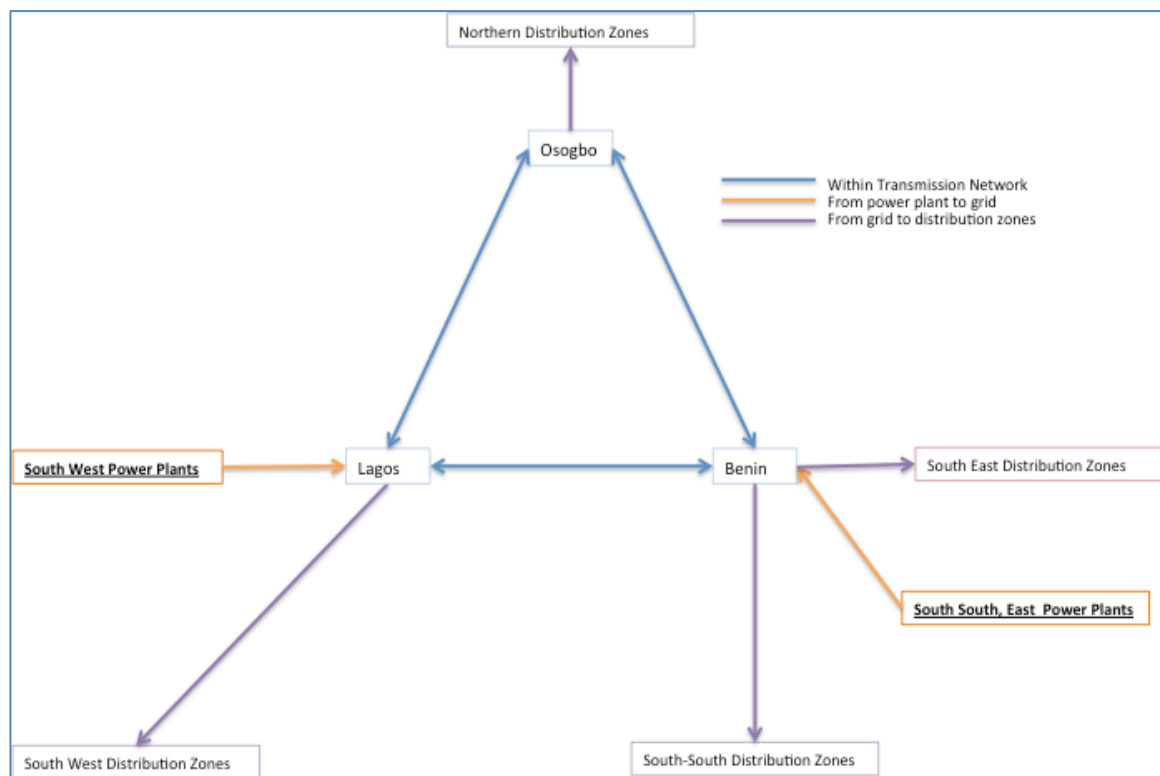 Northern Distribution Zones
Osogbo
Within Transmission Network
From power plant to grid
From grid to distribution zones
South West Power Plants
Lagos
Benin
South East Distribution Zones
South South, East  Power Plants
South West Distribution Zones
South-South Distribution Zones